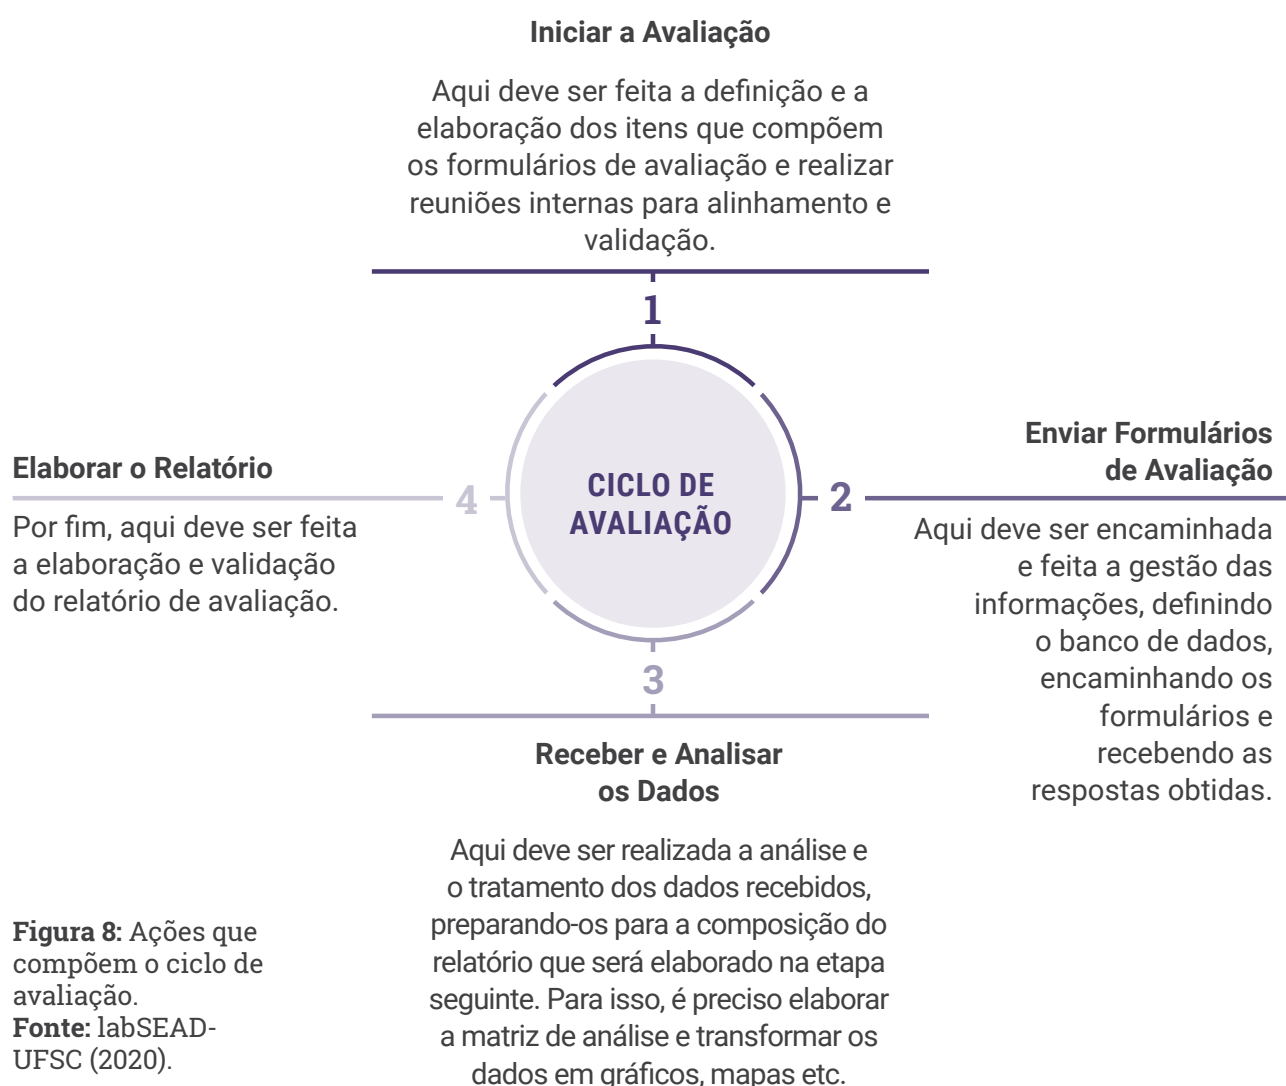 Iniciar a Avaliação
Aqui deve ser feita a definição e a
elaboração dos itens que compõem
os formulários de avaliação e realizar
reuniões internas para alinhamento e
validação.
1
CICLO DE
AVALIAÇÃO
2
Enviar Formulários
de Avaliação
Aqui deve ser encaminhada
e feita a gestão das
informações, definindo
o banco de dados,
encaminhando os
formulários e
recebendo as
respostas obtidas.
3
Receber e Analisar
os Dados
Aqui deve ser realizada a análise e
o tratamento dos dados recebidos,
preparando-os para a composição do
relatório que será elaborado na etapa
seguinte. Para isso, é preciso elaborar
a matriz de análise e transformar os
dados em gráficos, mapas etc.
4
Elaborar o Relatório
Por fim, aqui deve ser feita
a elaboração e validação
do relatório de avaliação.
Figura 8: Ações que
compõem o ciclo de
avaliação.
Fonte: labSEAD-
UFSC (2020).